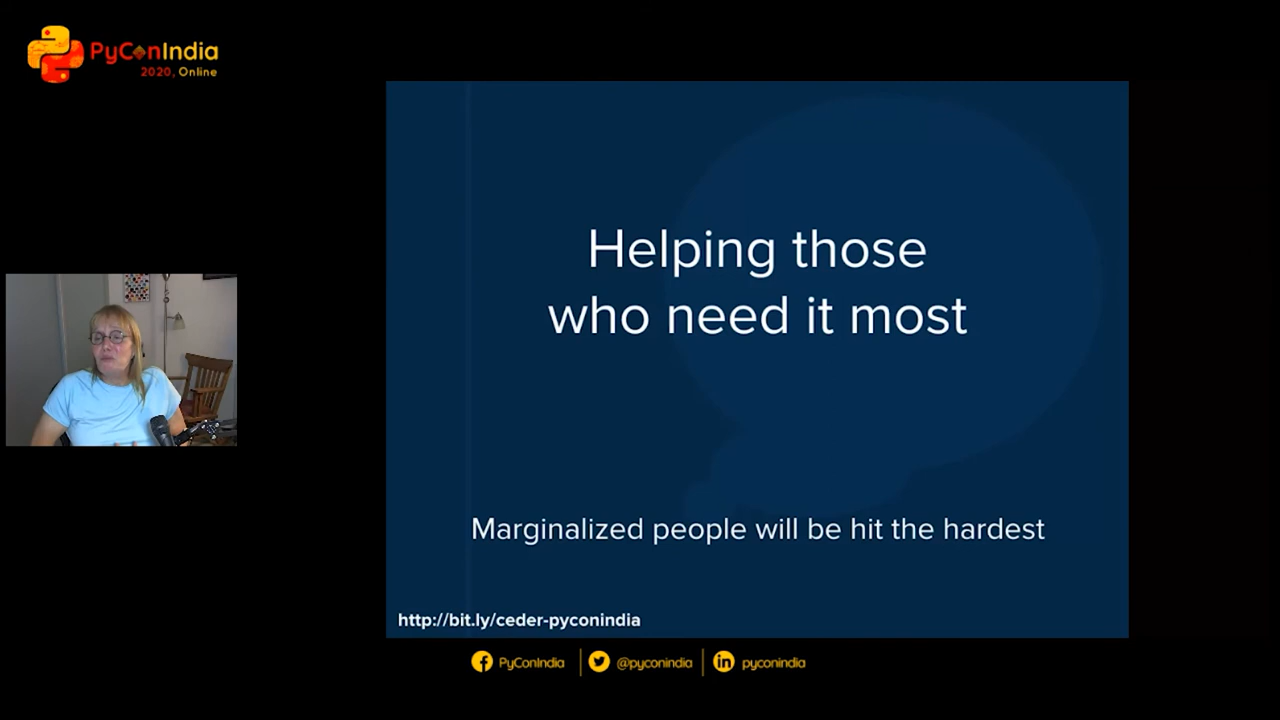 PyConIndia
2020, Online
Helping those
who need it most
Marginalized people will be hit the hardest
http://bit.ly/ceder-pyconindia
PyConIndia
@pyconindia
pyconindia